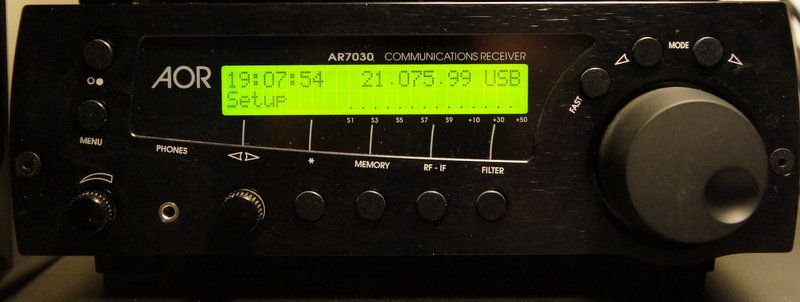 AOR
AR7030 COMMUNICATIONS RECEIVER
19:07:54 21.075.99 USB
Setup
S1 S3 S5 S7 S9 +10 +30 +50
MODE
FAST
MENU
PHONES
*
MEMORY
RF - IF
FILTER